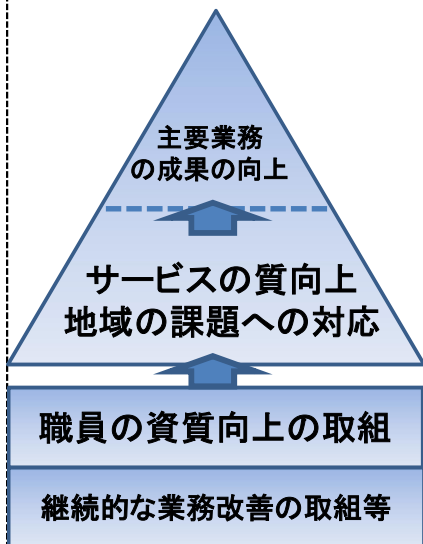 主要業務
の成果の向上
サービスの質向上
地域の課題への対応
職員の資質向上の取組
継続的な業務改善の取組等